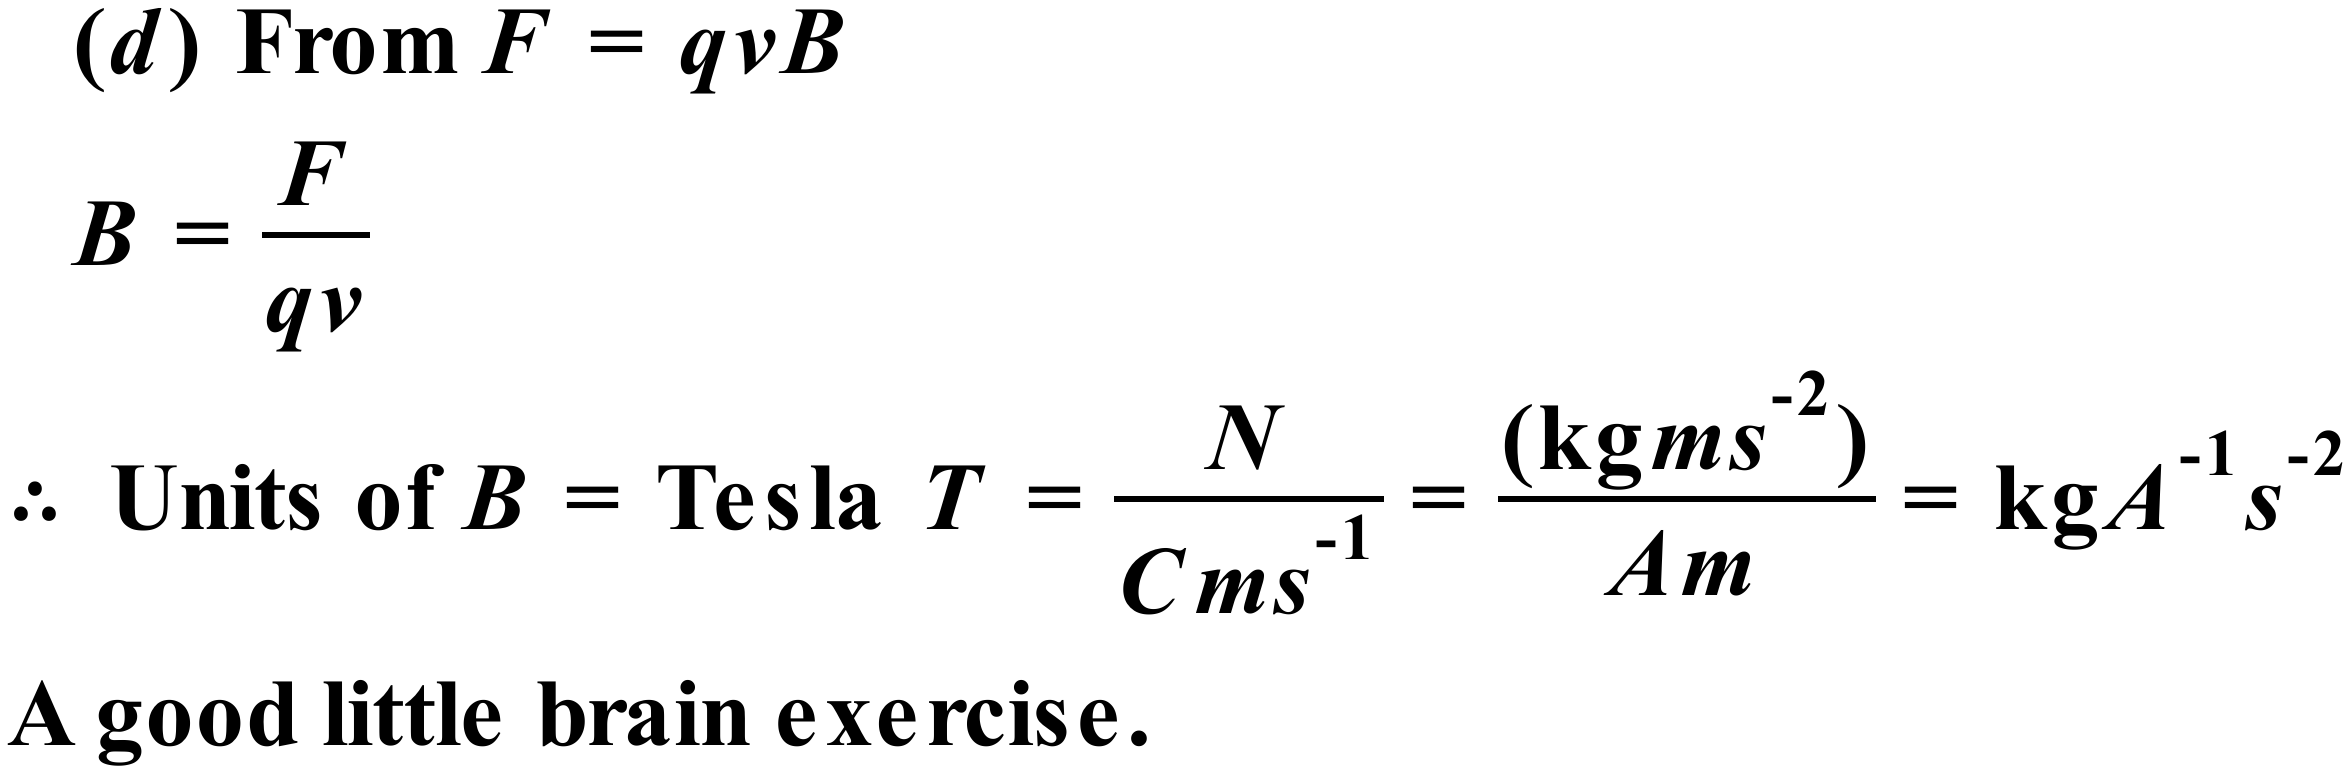 (d) From F = qvB
B = F/qv
∴ Units of B = Tesla T = N/Cms⁻¹ = (kgms⁻²)/Am = kgA⁻¹s⁻²
A good little brain exercise.